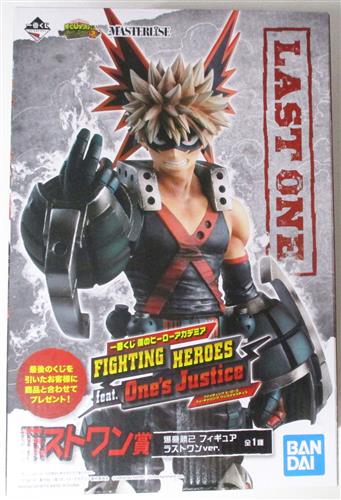 一番くじ
MASTERLISE
LAST ONE
一番くじ 僕のヒーローアカデミア
FIGHTING HEROES
feat. One's Justice
最後のくじを
引いたお客様に
商品と合わせて
プレゼント!
ラストワン賞
爆豪勝己 フィギュア
ラストワンver.
全1種
BAN
DAI